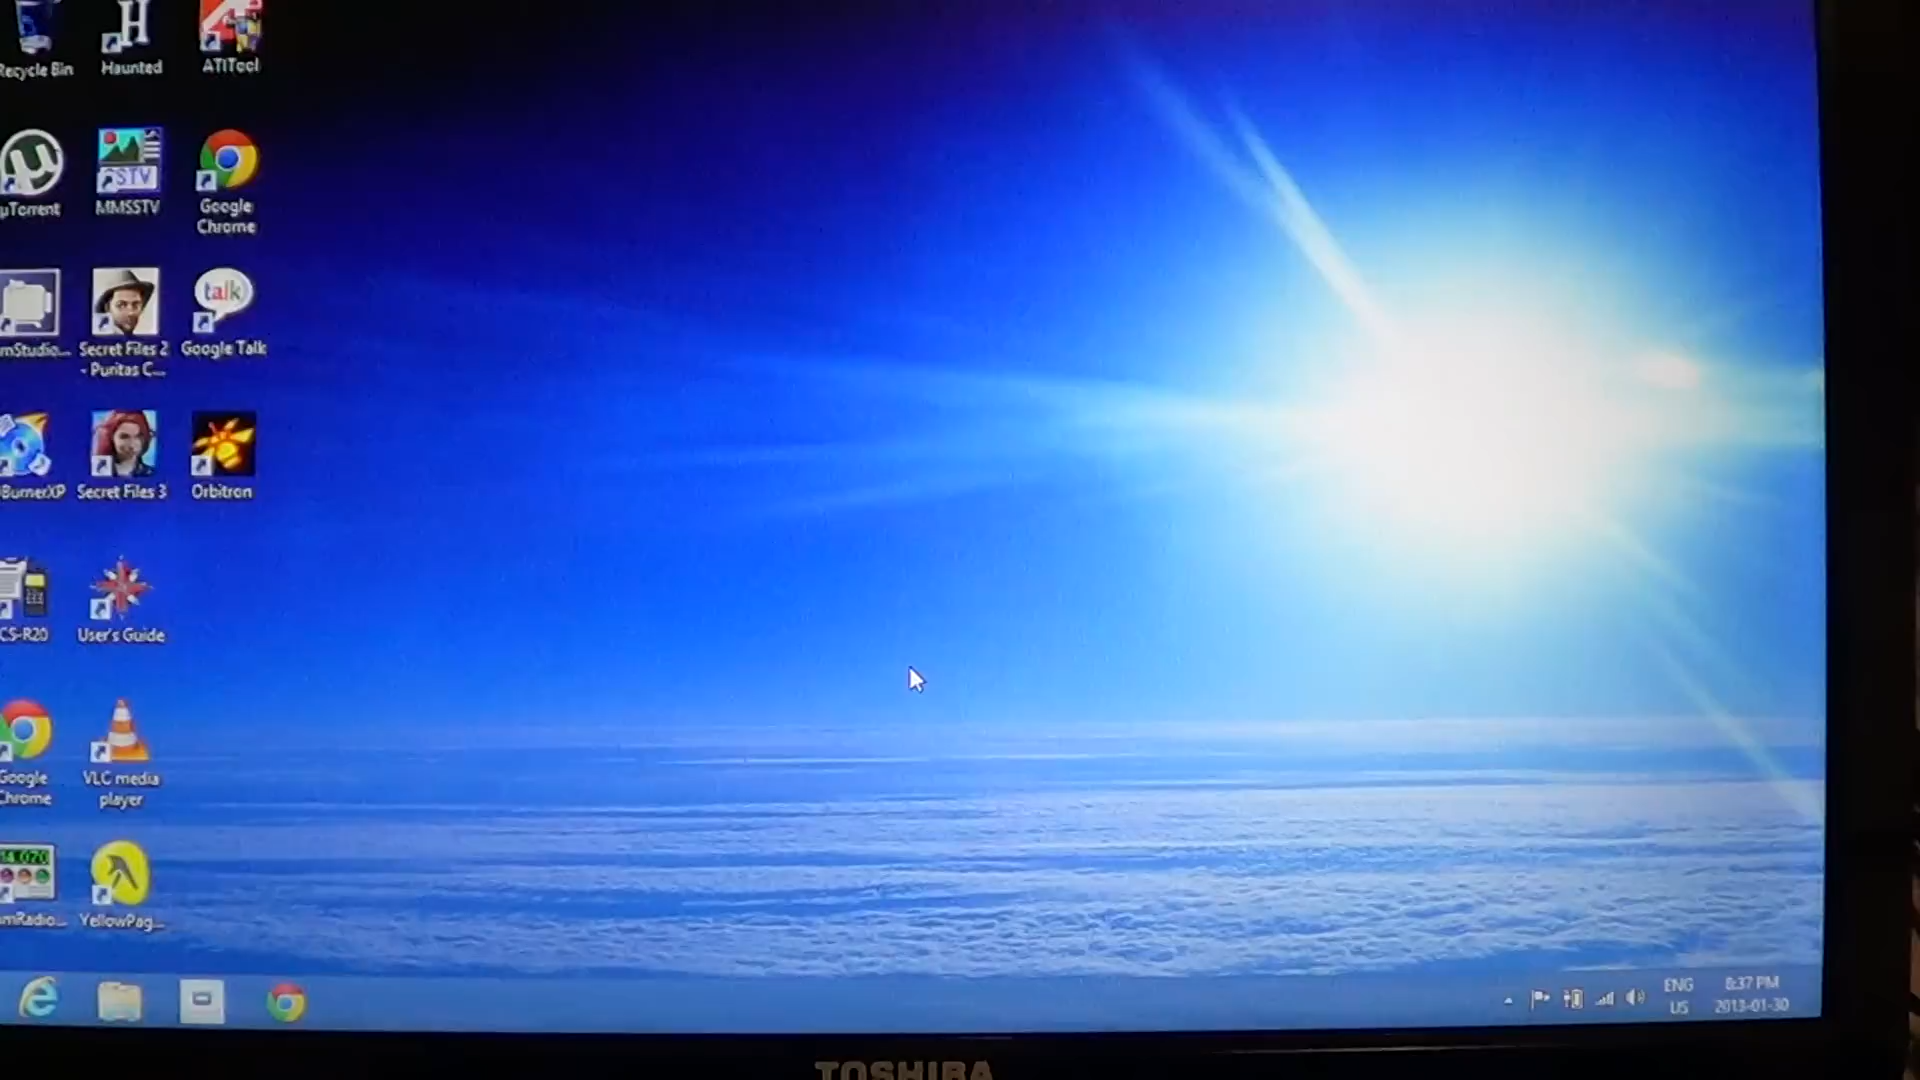 Recycle Bin
Haunted
ATITool
µTorrent
MMSSTV
Google
Chrome
mStudio...
Secret Files 2
- Puritas C...
talk
Google Talk
BurnerXP
Secret Files 3
Orbitron
CS-R20
User's Guide
Google
Chrome
VLC media
player
mRadio...
YellowPag...
ENG
US
8:37 PM
2013-01-30
TOSHIBA